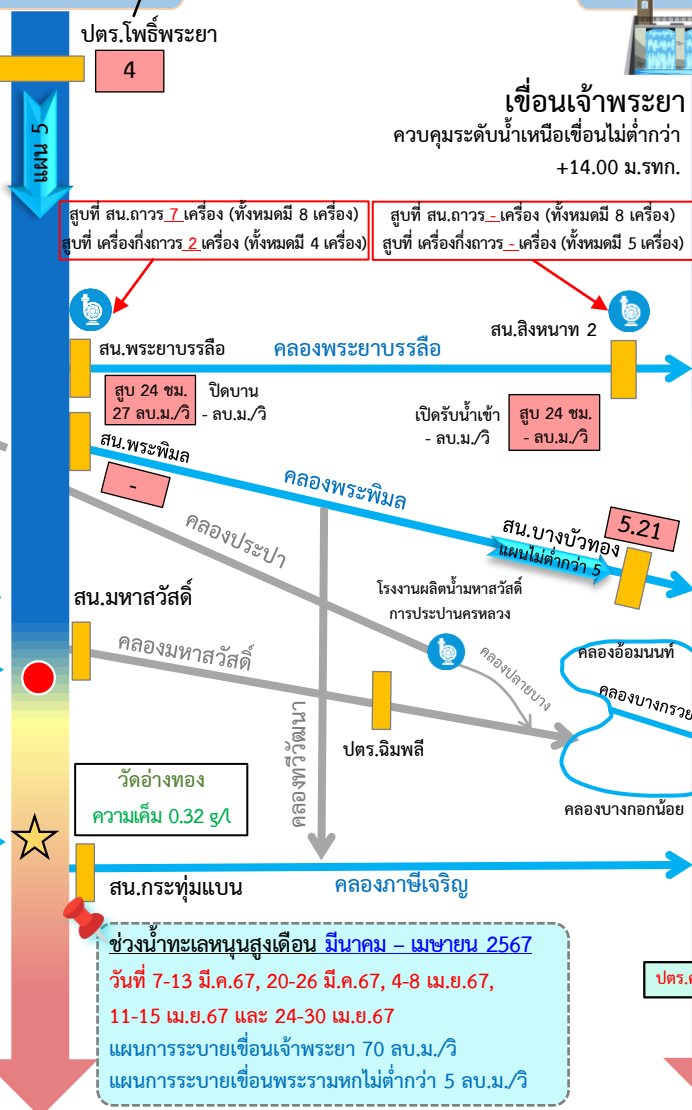 ปตร.โพธิ์พระยา
4
แผน 5
เขื่อนเจ้าพระยา
ควบคุมระดับน้ำเหนือเขื่อนไม่ต่ำกว่า
+14.00 ม.รทก.
สูบที่ สน.ถาวร 7 เครื่อง (ทั้งหมดมี 8 เครื่อง)
สูบที่ เครื่องกึ่งถาวร 2 เครื่อง (ทั้งหมดมี 4 เครื่อง)
สูบที่ สน.ถาวร - เครื่อง (ทั้งหมดมี 8 เครื่อง)
สูบที่ เครื่องกึ่งถาวร - เครื่อง (ทั้งหมดมี 5 เครื่อง)
สน.พระยาบรรลือ
คลองพระยาบรรลือ
สน.สิงหนาท 2
สูบ 24 ชม.
27 ลบ.ม./วิ
ปิดบาน
- ลบ.ม./วิ
เปิดรับน้ำเข้า
- ลบ.ม./วิ
สูบ 24 ชม.
- ลบ.ม./วิ
สน.พระพิมล
-
คลองพระพิมล
คลองประปา
สน.บางบัวทอง
5.21
แผนไม่ต่ำกว่า 5
โรงงานผลิตน้ำมหาสวัสดิ์
การประปานครหลวง
สน.มหาสวัสดิ์
คลองมหาสวัสดิ์
คลองปลายบาง
คลองอ้อมนนท์
คลองบางกรวย
ปตร.ฉิมพลี
คลองทวีวัฒนา
คลองบางกอกน้อย
วัดอ่างทอง
ความเค็ม 0.32 g/l
สน.กระทุ่มแบน
คลองภาษีเจริญ
ช่วงน้ำทะเลหนุนสูงเดือน มีนาคม – เมษายน 2567
วันที่ 7-13 มี.ค.67, 20-26 มี.ค.67, 4-8 เม.ย.67,
11-15 เม.ย.67 และ 24-30 เม.ย.67
แผนการระบายเขื่อนเจ้าพระยา 70 ลบ.ม./วิ
แผนการระบายเขื่อนพระรามหกไม่ต่ำกว่า 5 ลบ.ม./วิ